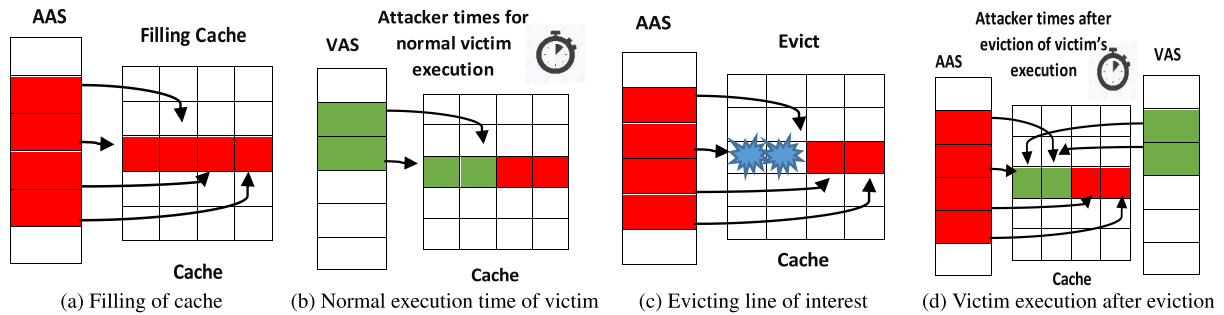 AAS
Filling Cache
Cache
(a) Filling of cache
Attacker times for
normal victim
execution
VAS
Cache
(b) Normal execution time of victim
AAS
Evict
Cache
(c) Evicting line of interest
Attacker times after
eviction of victim's
execution
AAS
VAS
Cache
(d) Victim execution after eviction